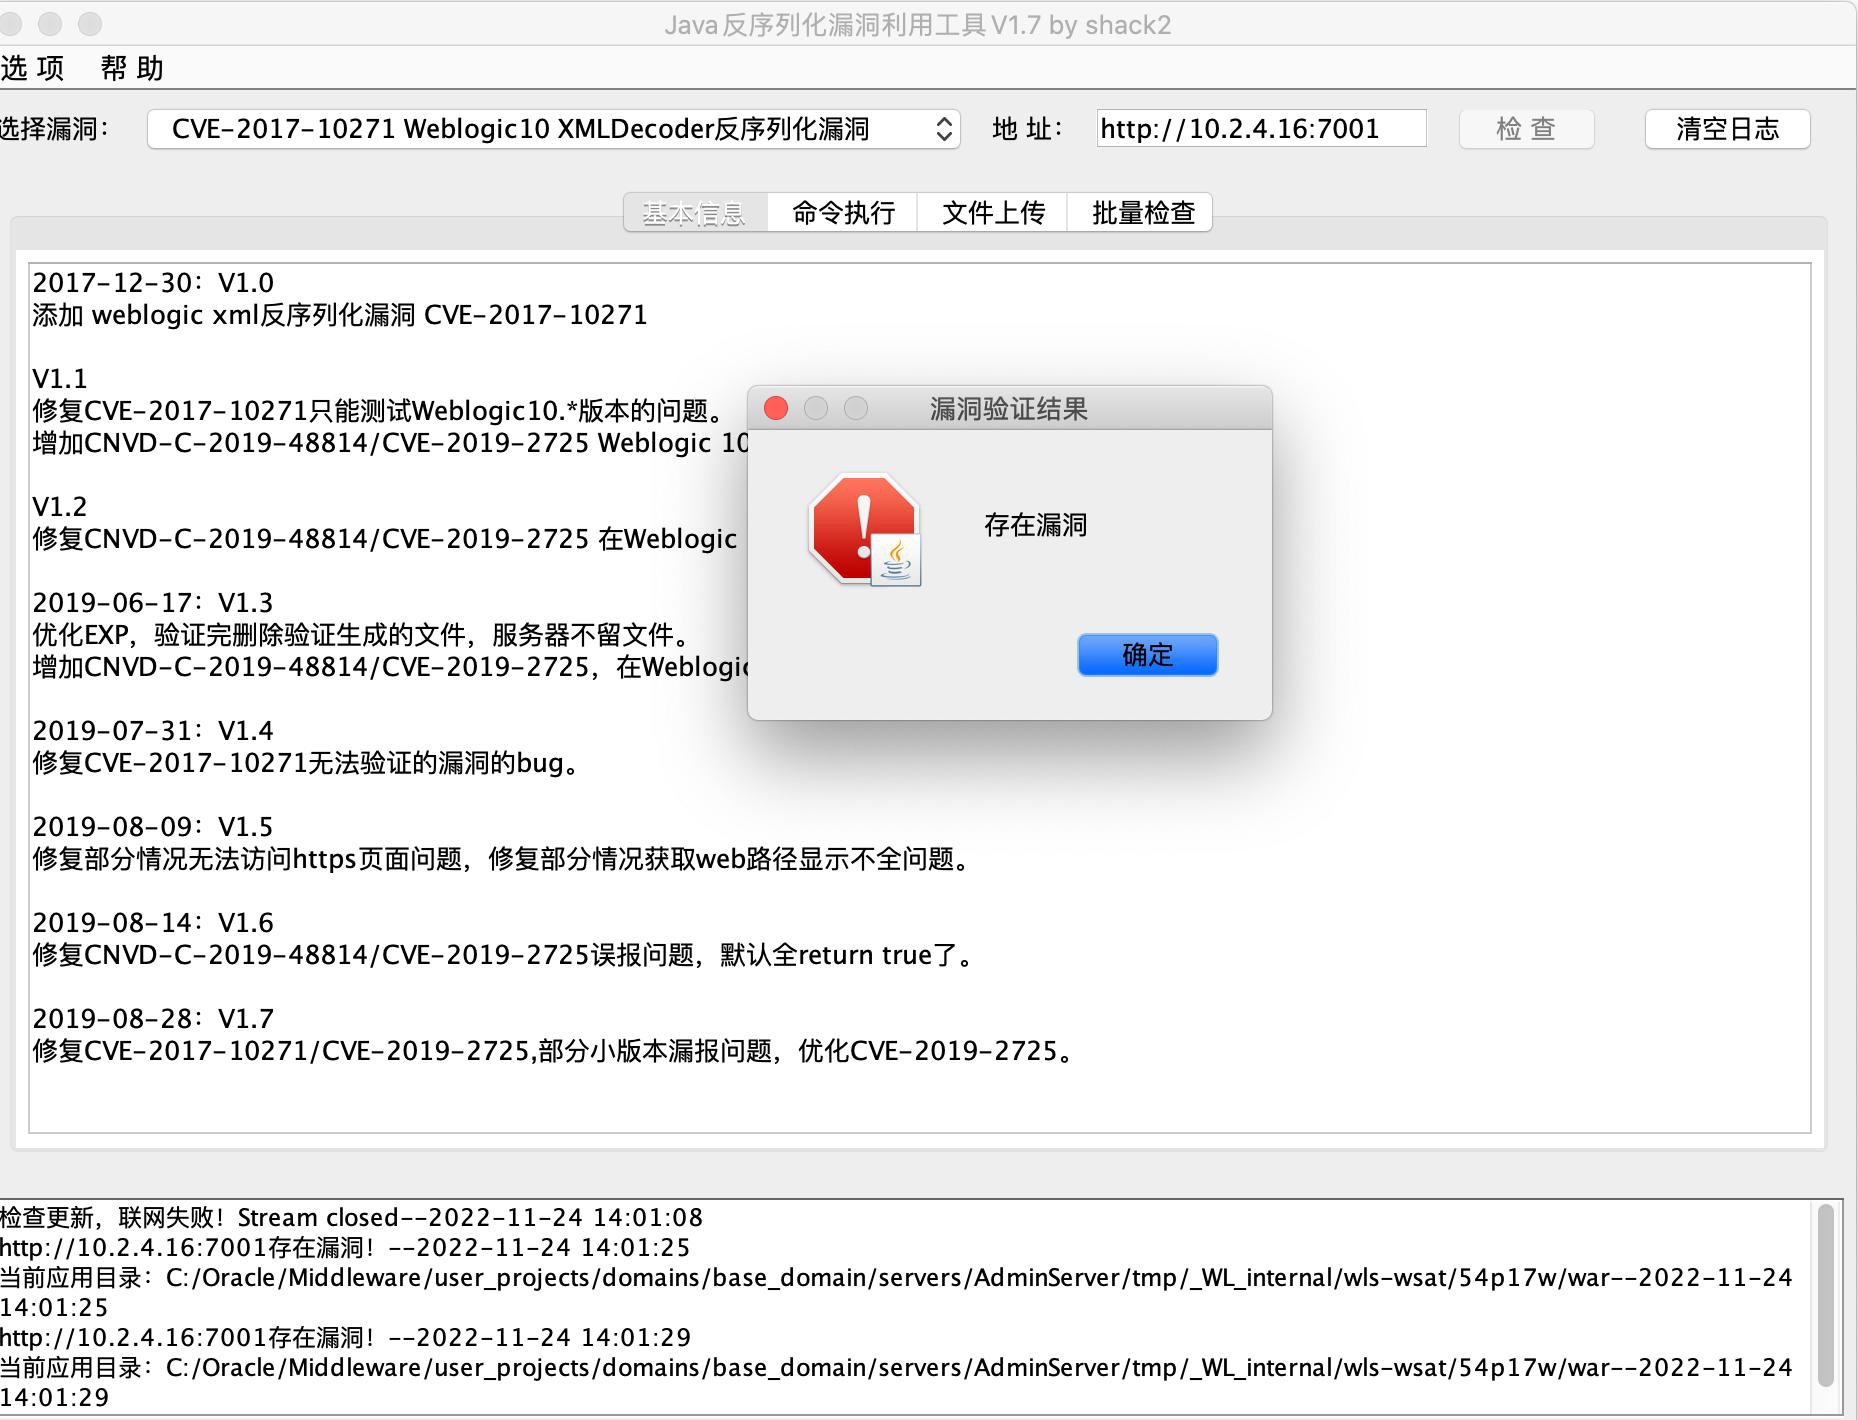 Java反序列化漏洞利用工具V1.7 by shack2
选 项 帮 助
选择漏洞： CVE-2017-10271 Weblogic10 XMLDecoder反序列化漏洞 地 址： http://10.2.4.16:7001 检 查 清空日志
基本信息 命令执行 文件上传 批量检查
2017-12-30：V1.0
添加 weblogic xml反序列化漏洞 CVE-2017-10271
V1.1
修复CVE-2017-10271只能测试Weblogic10.*版本的问题。
增加CNVD-C-2019-48814/CVE-2019-2725 Weblogic 10
V1.2
修复CNVD-C-2019-48814/CVE-2019-2725 在Weblogic
2019-06-17：V1.3
优化EXP，验证完删除验证生成的文件，服务器不留文件。
增加CNVD-C-2019-48814/CVE-2019-2725，在Weblogic
2019-07-31：V1.4
修复CVE-2017-10271无法验证的漏洞的bug。
2019-08-09：V1.5
修复部分情况无法访问https页面问题，修复部分情况获取web路径显示不全问题。
2019-08-14：V1.6
修复CNVD-C-2019-48814/CVE-2019-2725误报问题，默认全return true了。
2019-08-28：V1.7
修复CVE-2017-10271/CVE-2019-2725,部分小版本漏报问题，优化CVE-2019-2725。
漏洞验证结果
存在漏洞
确定
检查更新，联网失败！Stream closed--2022-11-24 14:01:08
http://10.2.4.16:7001存在漏洞！--2022-11-24 14:01:25
当前应用目录：C:/Oracle/Middleware/user_projects/domains/base_domain/servers/AdminServer/tmp/_WL_internal/wls-wsat/54p17w/war--2022-11-24
14:01:25
http://10.2.4.16:7001存在漏洞！--2022-11-24 14:01:29
当前应用目录：C:/Oracle/Middleware/user_projects/domains/base_domain/servers/AdminServer/tmp/_WL_internal/wls-wsat/54p17w/war--2022-11-24
14:01:29